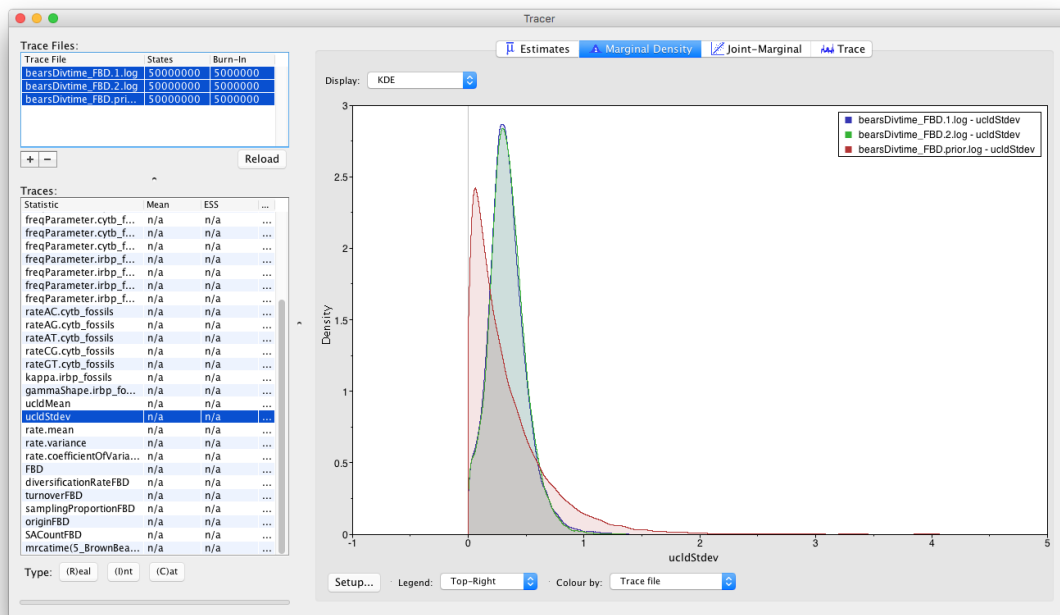 Tracer
Trace Files:
Trace File States Burn-In
bearsDivtime_FBD.1.log 50000000 5000000
bearsDivtime_FBD.2.log 50000000 5000000
bearsDivtime_FBD.pri... 50000000 5000000
+ − Reload
Traces:
Statistic Mean ESS ...
freqParameter.cytb_f... n/a n/a ...
freqParameter.cytb_f... n/a n/a ...
freqParameter.cytb_f... n/a n/a ...
freqParameter.irbp_f... n/a n/a ...
freqParameter.irbp_f... n/a n/a ...
freqParameter.irbp_f... n/a n/a ...
freqParameter.irbp_f... n/a n/a ...
rateAC.cytb_fossils n/a n/a ...
rateAG.cytb_fossils n/a n/a ...
rateAT.cytb_fossils n/a n/a ...
rateCG.cytb_fossils n/a n/a ...
rateGT.cytb_fossils n/a n/a ...
kappa.irbp_fossils n/a n/a ...
gammaShape.irbp_fo... n/a n/a ...
ucldMean n/a n/a ...
ucldStdev n/a n/a ...
rate.mean n/a n/a ...
rate.variance n/a n/a ...
rate.coefficientOfVaria... n/a n/a ...
FBD n/a n/a ...
diversificationRateFBD n/a n/a ...
turnoverFBD n/a n/a ...
samplingProportionFBD n/a n/a ...
originFBD n/a n/a ...
SACountFBD n/a n/a ...
mrcatime(5_BrownBea... n/a n/a ...
Type: (R)eal (I)nt (C)at
Estimates Marginal Density Joint-Marginal Trace
Display: KDE
bearsDivtime_FBD.1.log - ucldStdev
bearsDivtime_FBD.2.log - ucldStdev
bearsDivtime_FBD.prior.log - ucldStdev
3
2.5
2
1.5
1
0.5
0
Density
-1 0 1 2 3 4 5
ucldStdev
Setup... Legend: Top-Right Colour by: Trace file